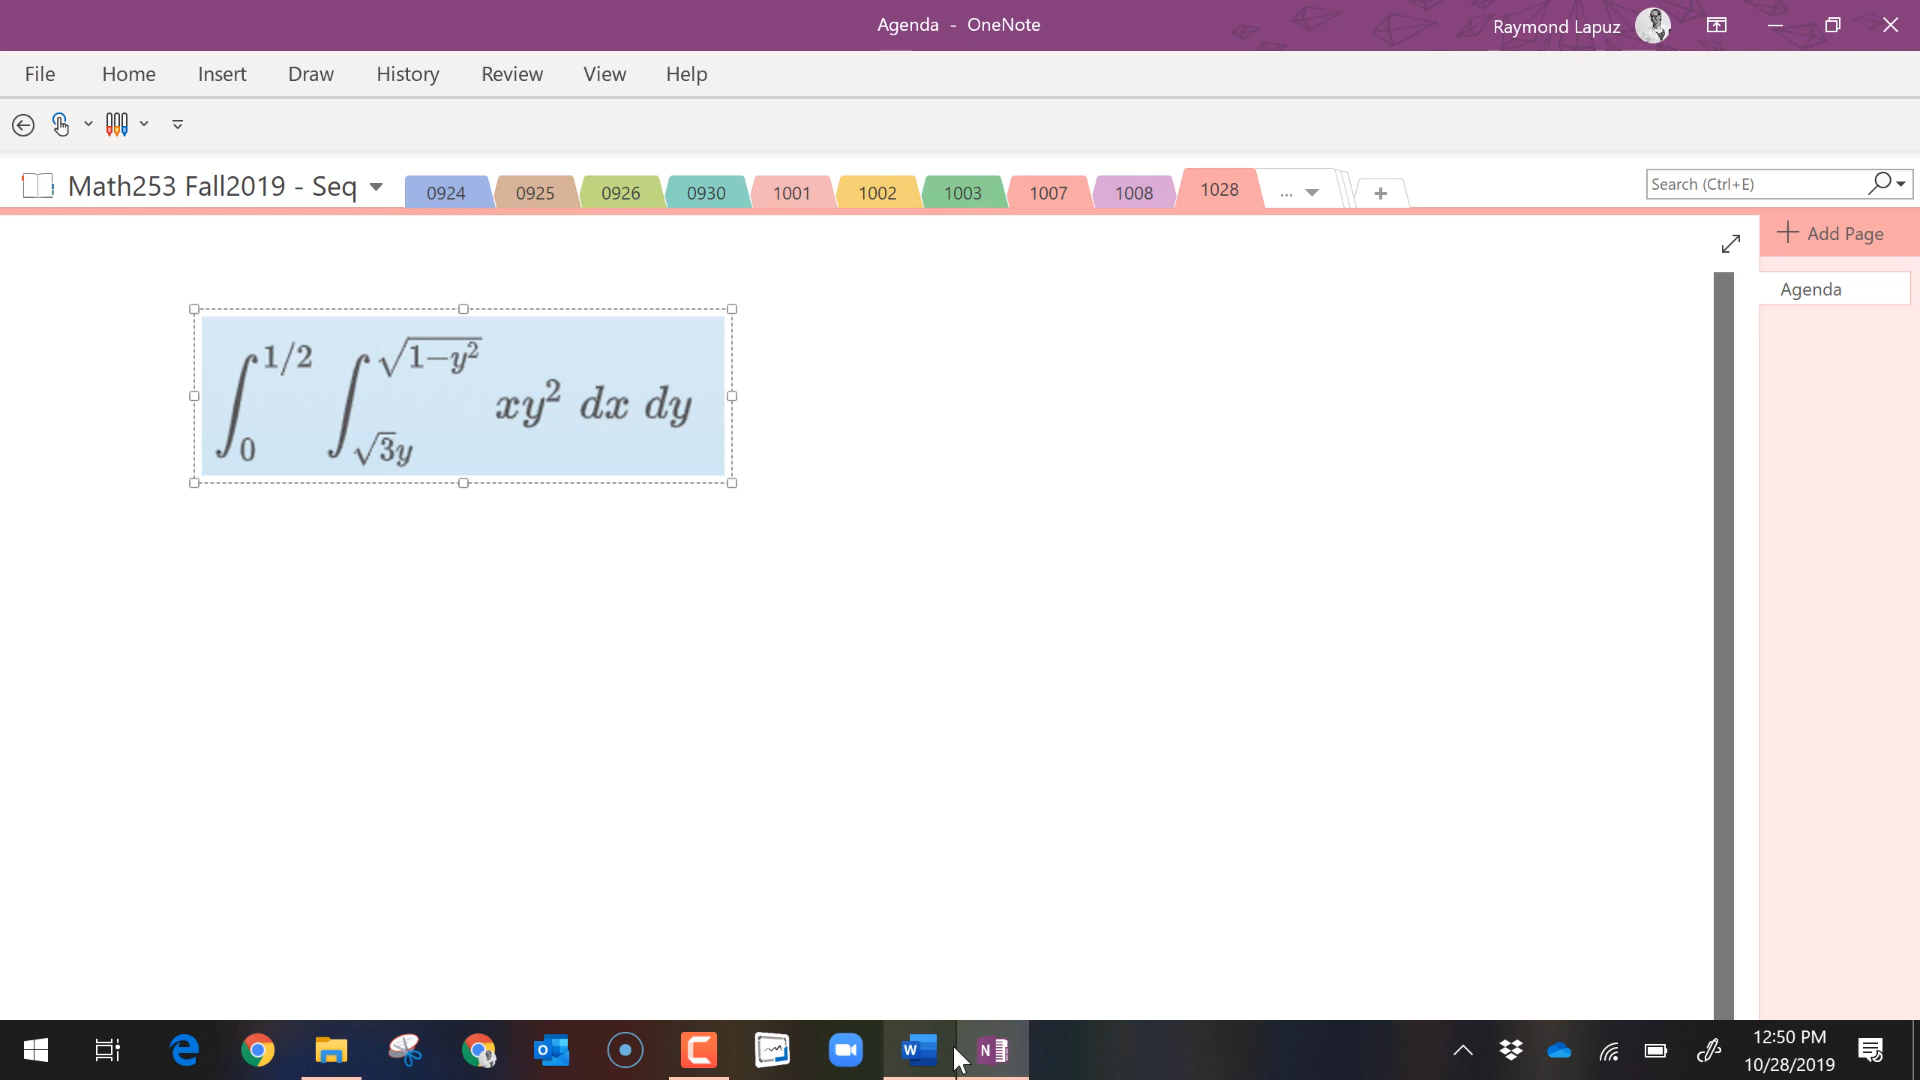 Agenda - OneNote
Raymond Lapuz
File Home Insert Draw History Review View Help
Math253 Fall2019 - Seq
0924 0925 0926 0930 1001 1002 1003 1007 1008 1028 ... +
Search (Ctrl+E)
Add Page
Agenda
∫₀^{1/2} ∫_{√3y}^{√(1−y²)} xy² dx dy
12:50 PM
10/28/2019